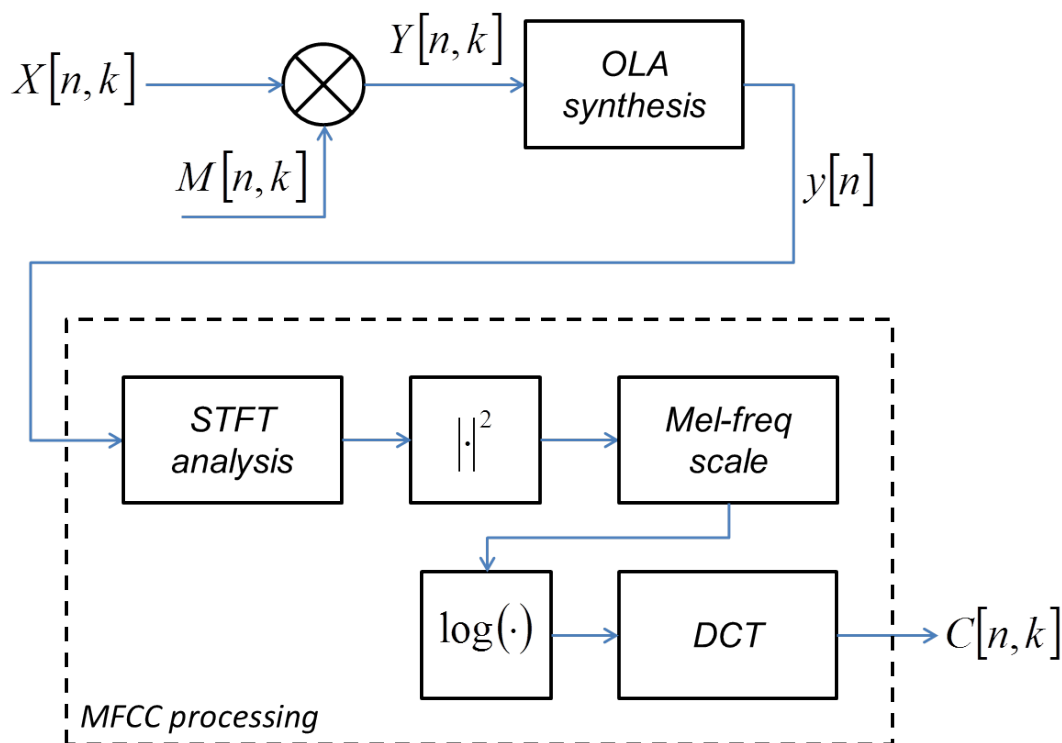 X[n,k]
Y[n,k]
OLA
synthesis
M[n,k]
y[n]
STFT
analysis
|·|²
Mel-freq
scale
log(·)
DCT
C[n,k]
MFCC processing